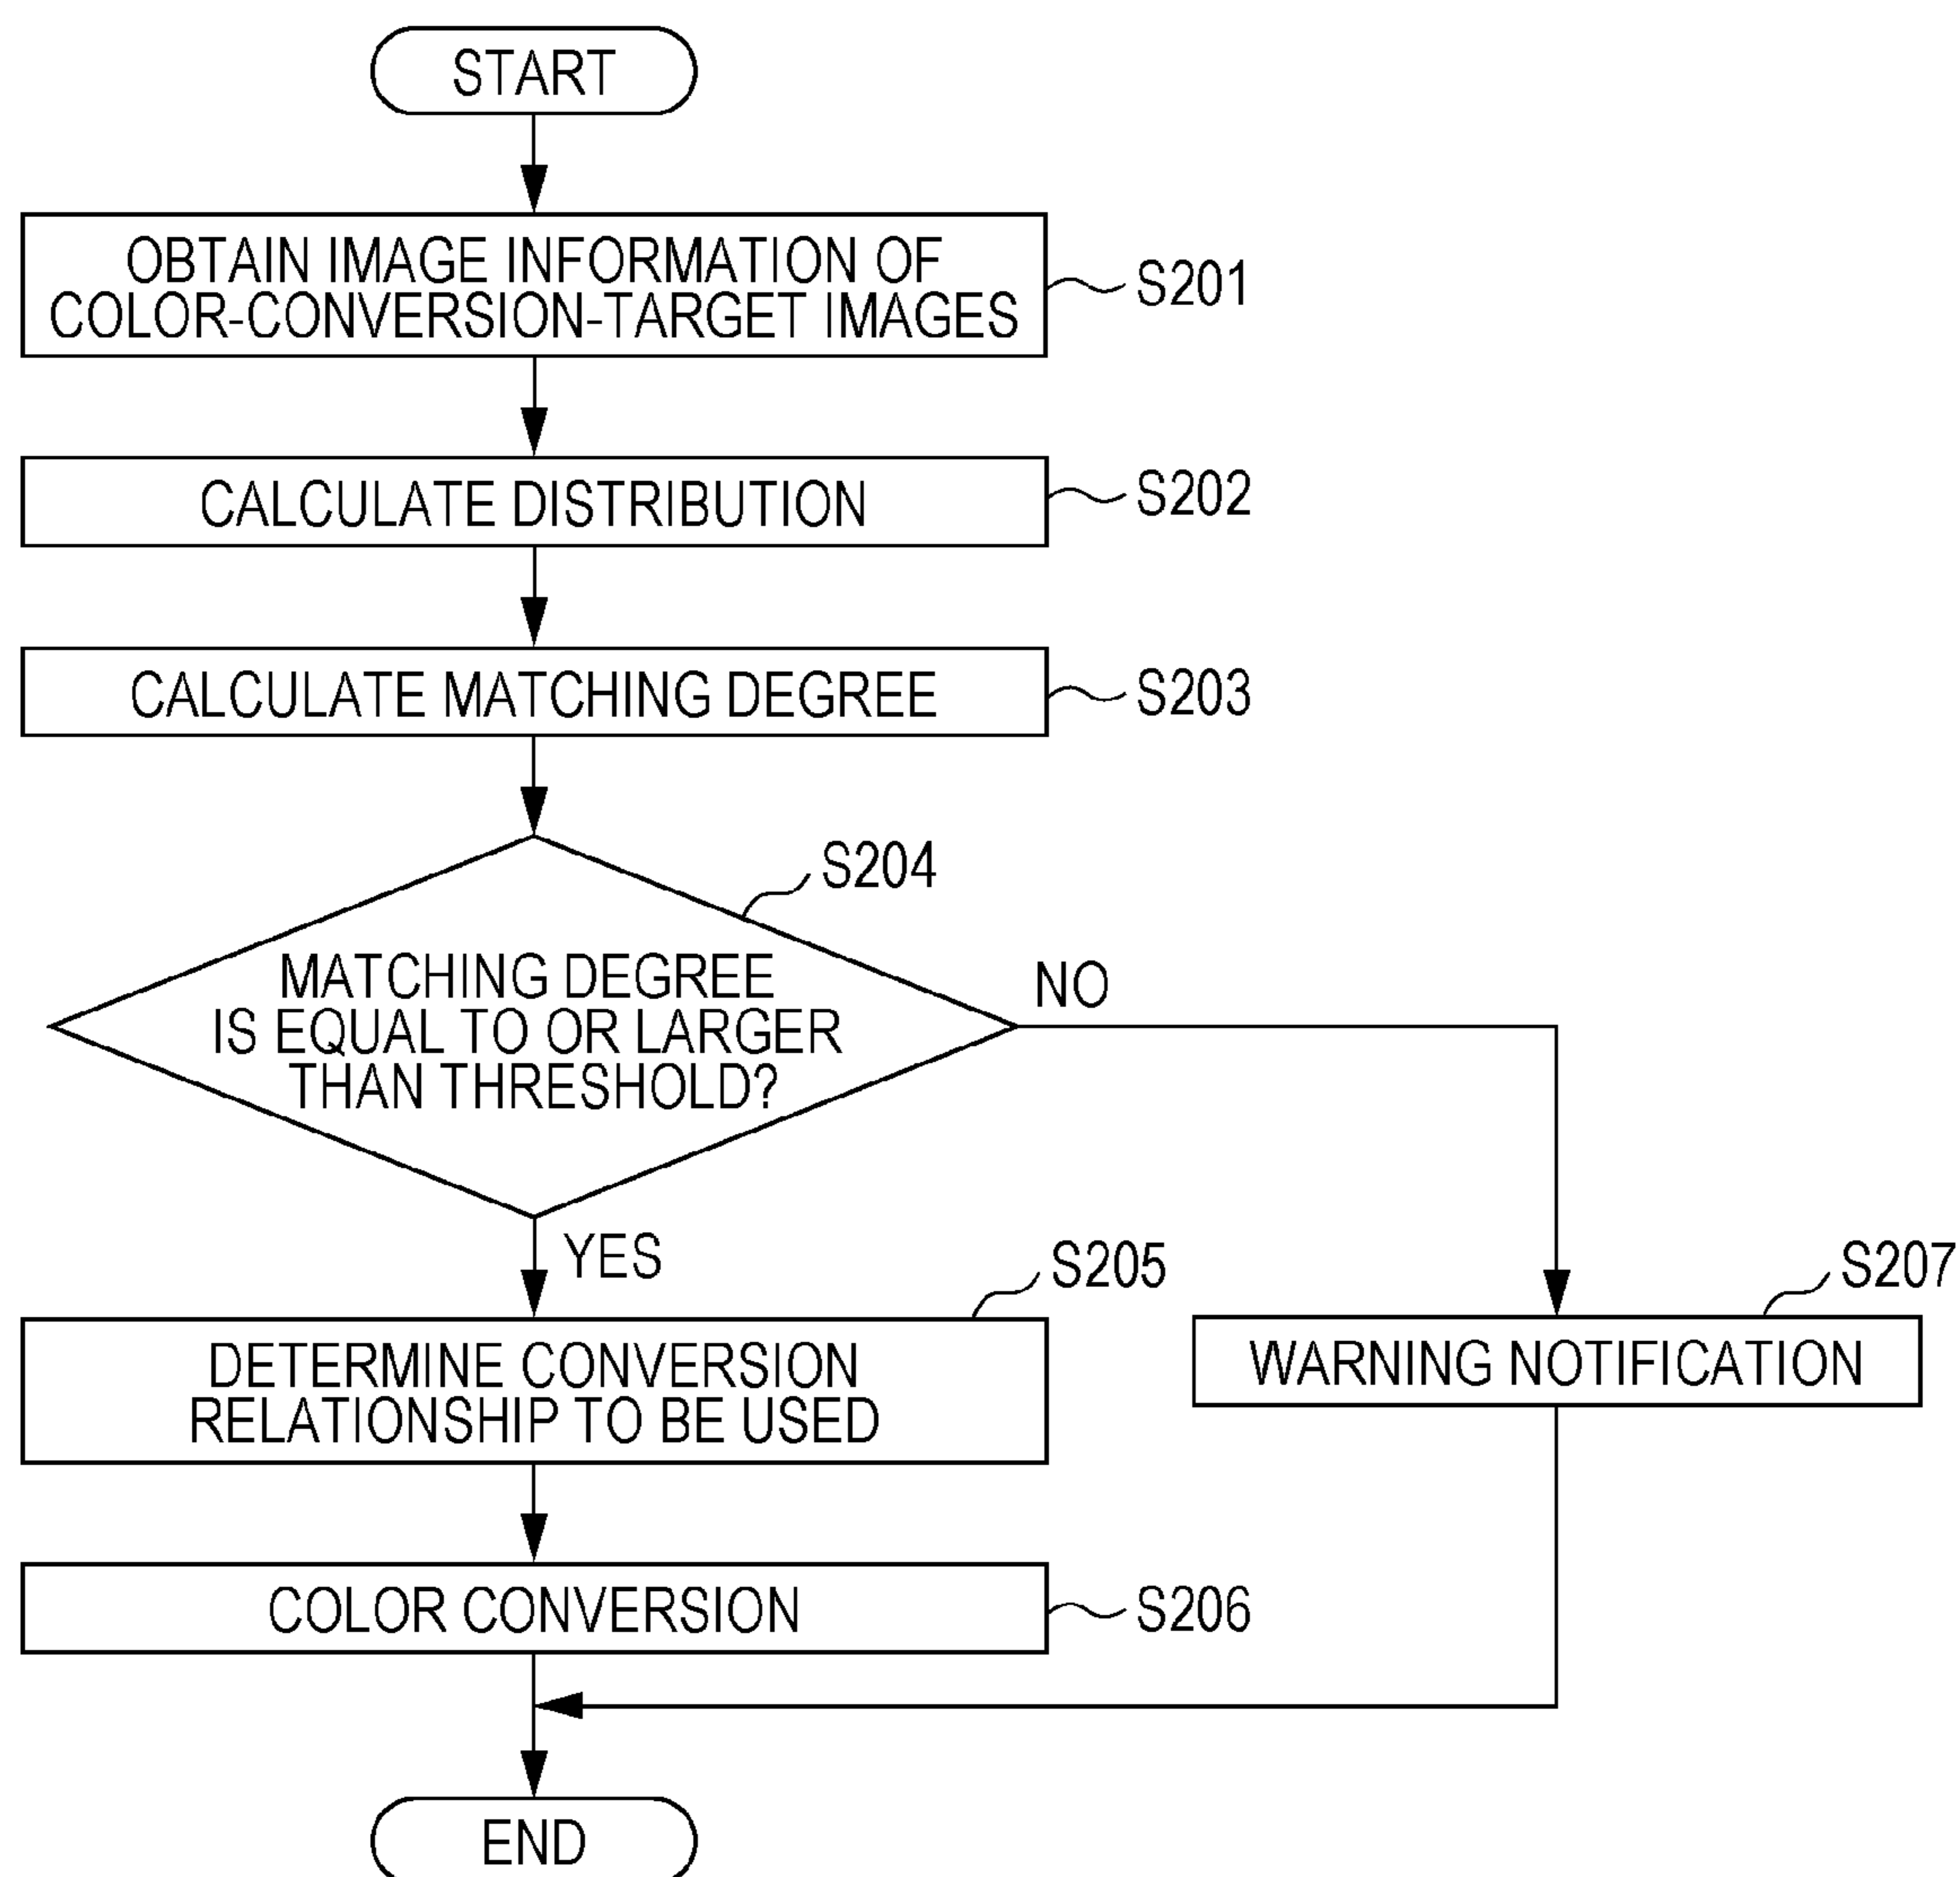 START
OBTAIN IMAGE INFORMATION OF
COLOR-CONVERSION-TARGET IMAGES
S201
CALCULATE DISTRIBUTION
S202
CALCULATE MATCHING DEGREE
S203
S204
MATCHING DEGREE
IS EQUAL TO OR LARGER
THAN THRESHOLD?
NO
YES
S205
DETERMINE CONVERSION
RELATIONSHIP TO BE USED
S207
WARNING NOTIFICATION
COLOR CONVERSION
S206
END